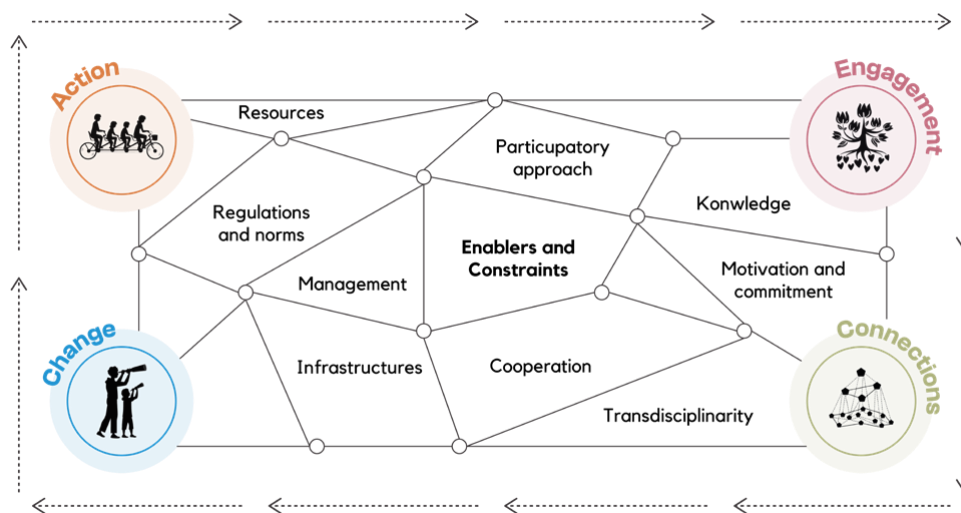 Action
Engagement
Resources
Particupatory
approach
Konwledge
Regulations
and norms
Enablers and
Constraints
Management
Motivation and
commitment
Change
Connections
Infrastructures
Cooperation
Transdisciplinarity